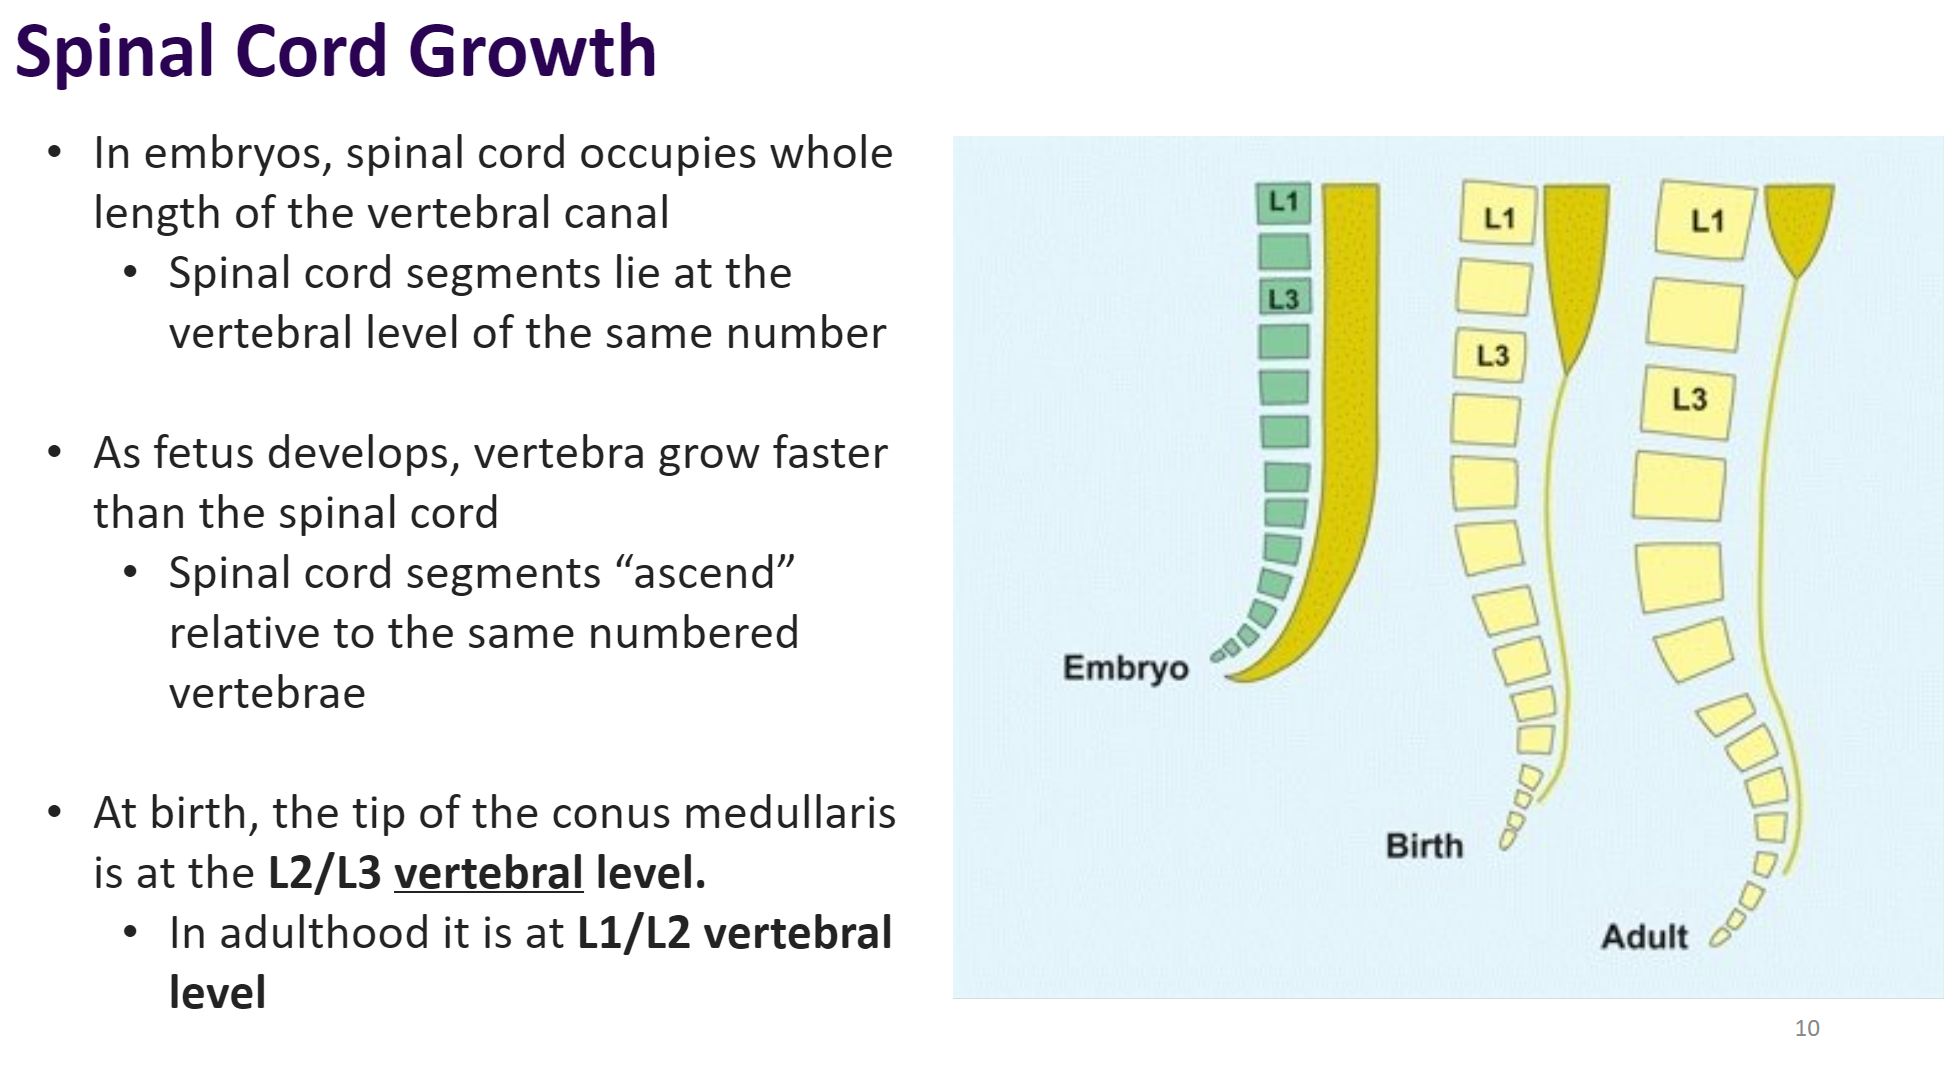 Spinal Cord Growth
• In embryos, spinal cord occupies whole
length of the vertebral canal
• Spinal cord segments lie at the
vertebral level of the same number
• As fetus develops, vertebra grow faster
than the spinal cord
• Spinal cord segments “ascend”
relative to the same numbered
vertebrae
• At birth, the tip of the conus medullaris
is at the L2/L3 vertebral level.
• In adulthood it is at L1/L2 vertebral
level
L1
L3
Embryo
L1
L3
Birth
L1
L3
Adult
10